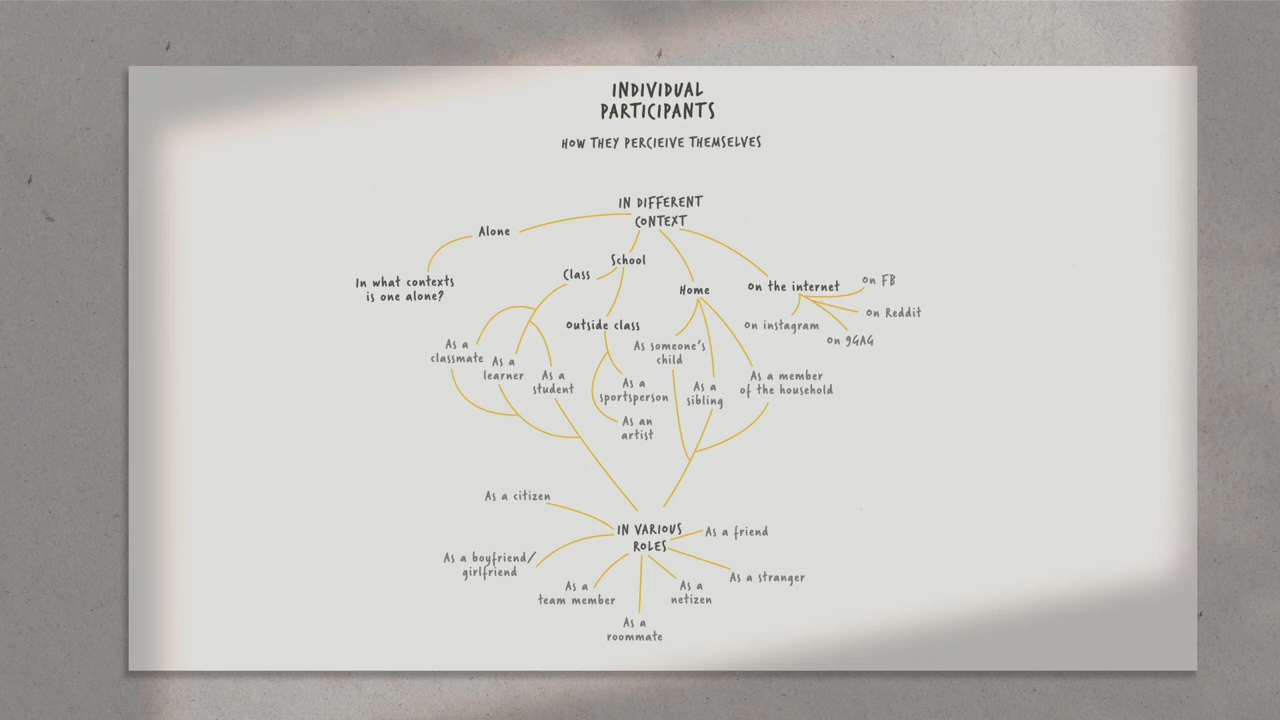 INDIVIDUAL
PARTICIPANTS
HOW THEY PERCIEIVE THEMSELVES
IN DIFFERENT
CONTEXT
Alone
School
Class
In what contexts
is one alone?
Home
On the internet
on FB
on Reddit
on instagram
on 9GAG
Outside class
As a
classmate
As a
learner
As a
student
As someone's
child
As a
sportsperson
As a
sibling
As a member
of the household
As an
artist
As a citizen
IN VARIOUS
ROLES
As a friend
As a boyfriend/
girlfriend
As a
team member
As a
netizen
As a stranger
As a
roommate